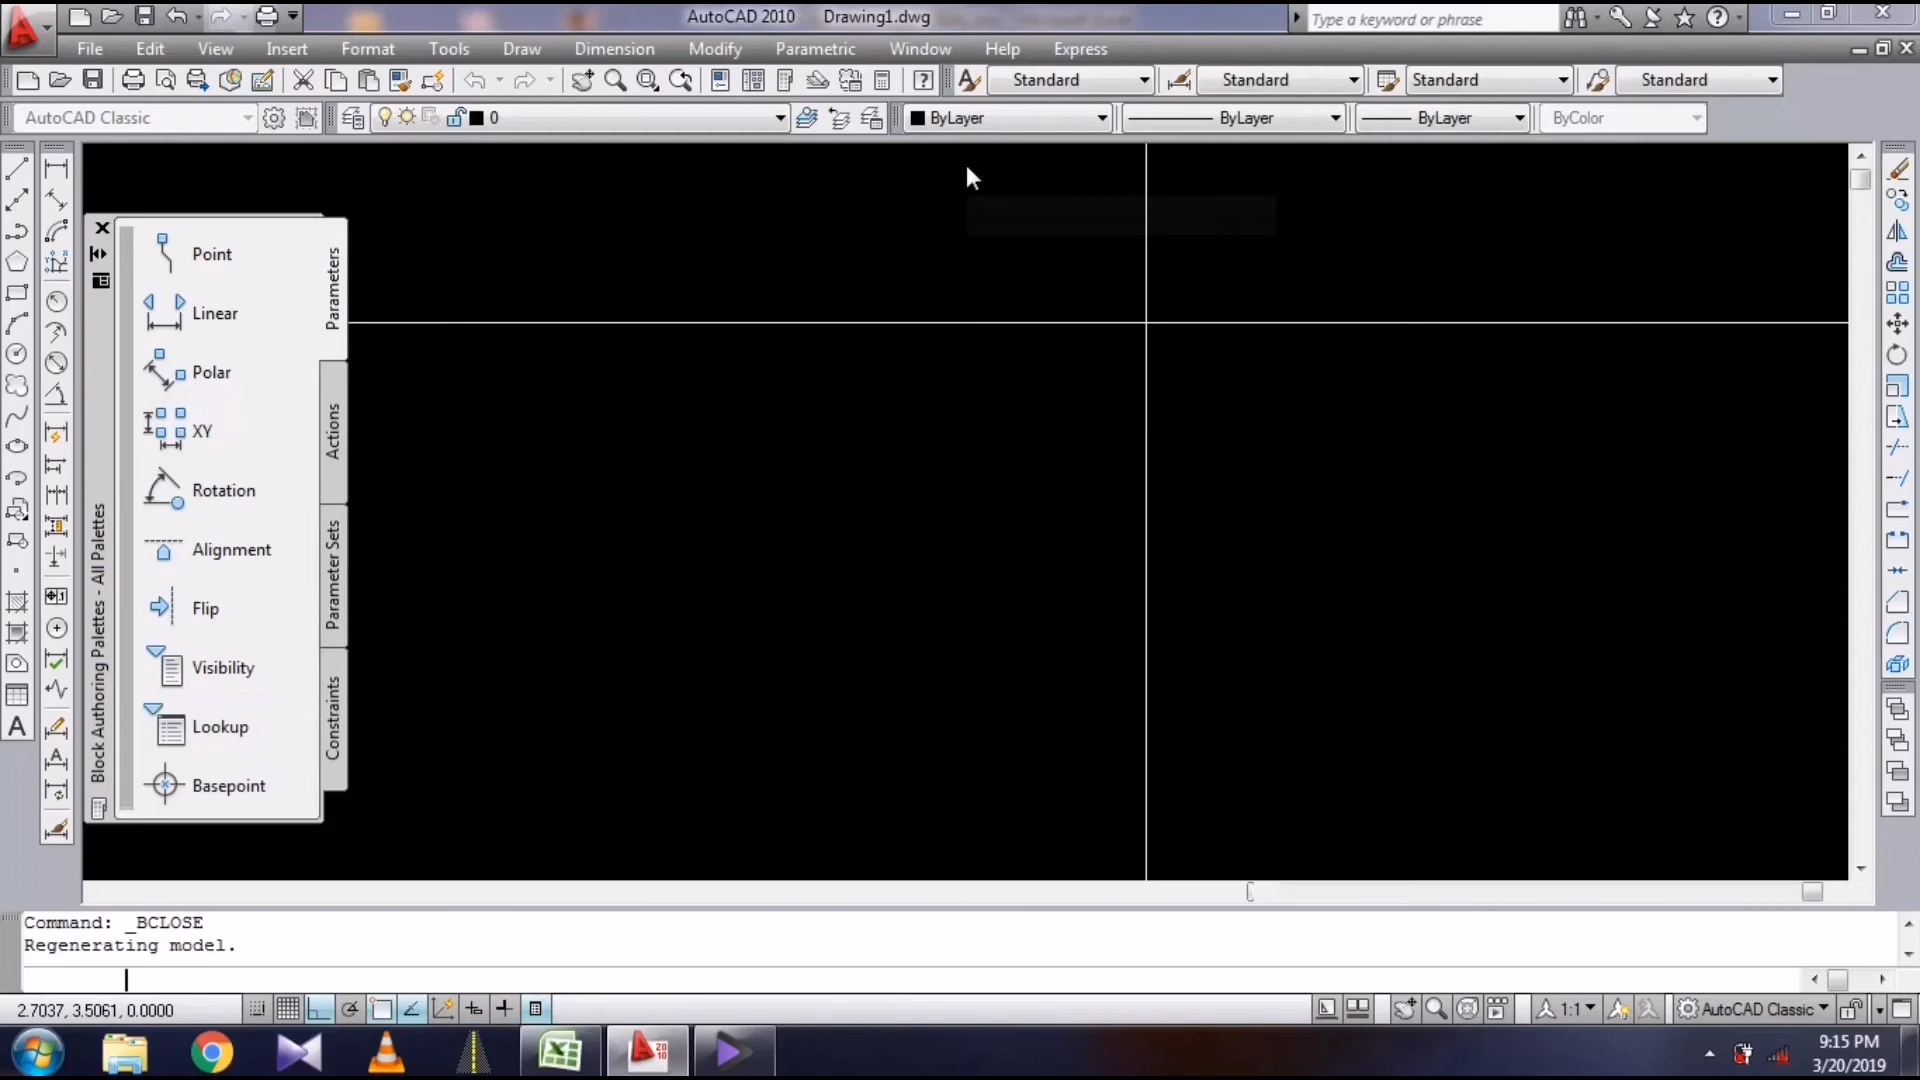 AutoCAD 2010 Drawing1.dwg
Type a keyword or phrase
File Edit View Insert Format Tools Draw Dimension Modify Parametric Window Help Express
Standard Standard Standard Standard
AutoCAD Classic 0 ByLayer ByLayer ByLayer ByColor
Point
Linear
Polar
XY
Rotation
Alignment
Flip
Visibility
Lookup
Basepoint
Parameters
Actions
Parameter Sets
Constraints
Block Authoring Palettes - All Palettes
Command: _BCLOSE
Regenerating model.
2.7037, 3.5061, 0.0000 1:1 AutoCAD Classic
9:15 PM
3/20/2019